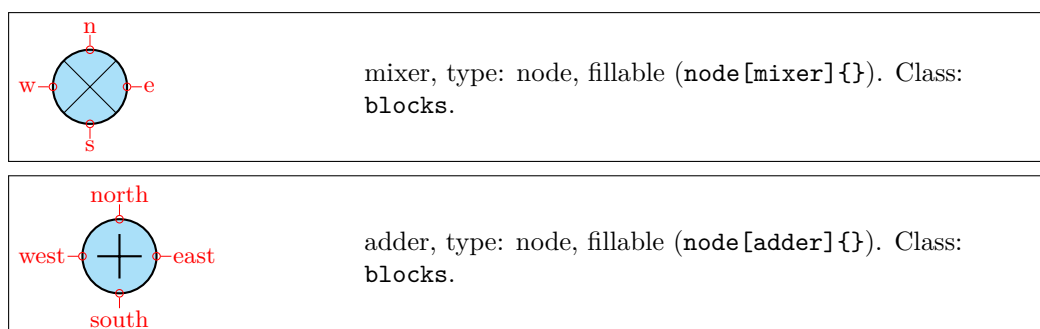 n
w
e
s
mixer, type: node, fillable (node[mixer]{}). Class:
blocks.
north
west
east
south
adder, type: node, fillable (node[adder]{}). Class:
blocks.